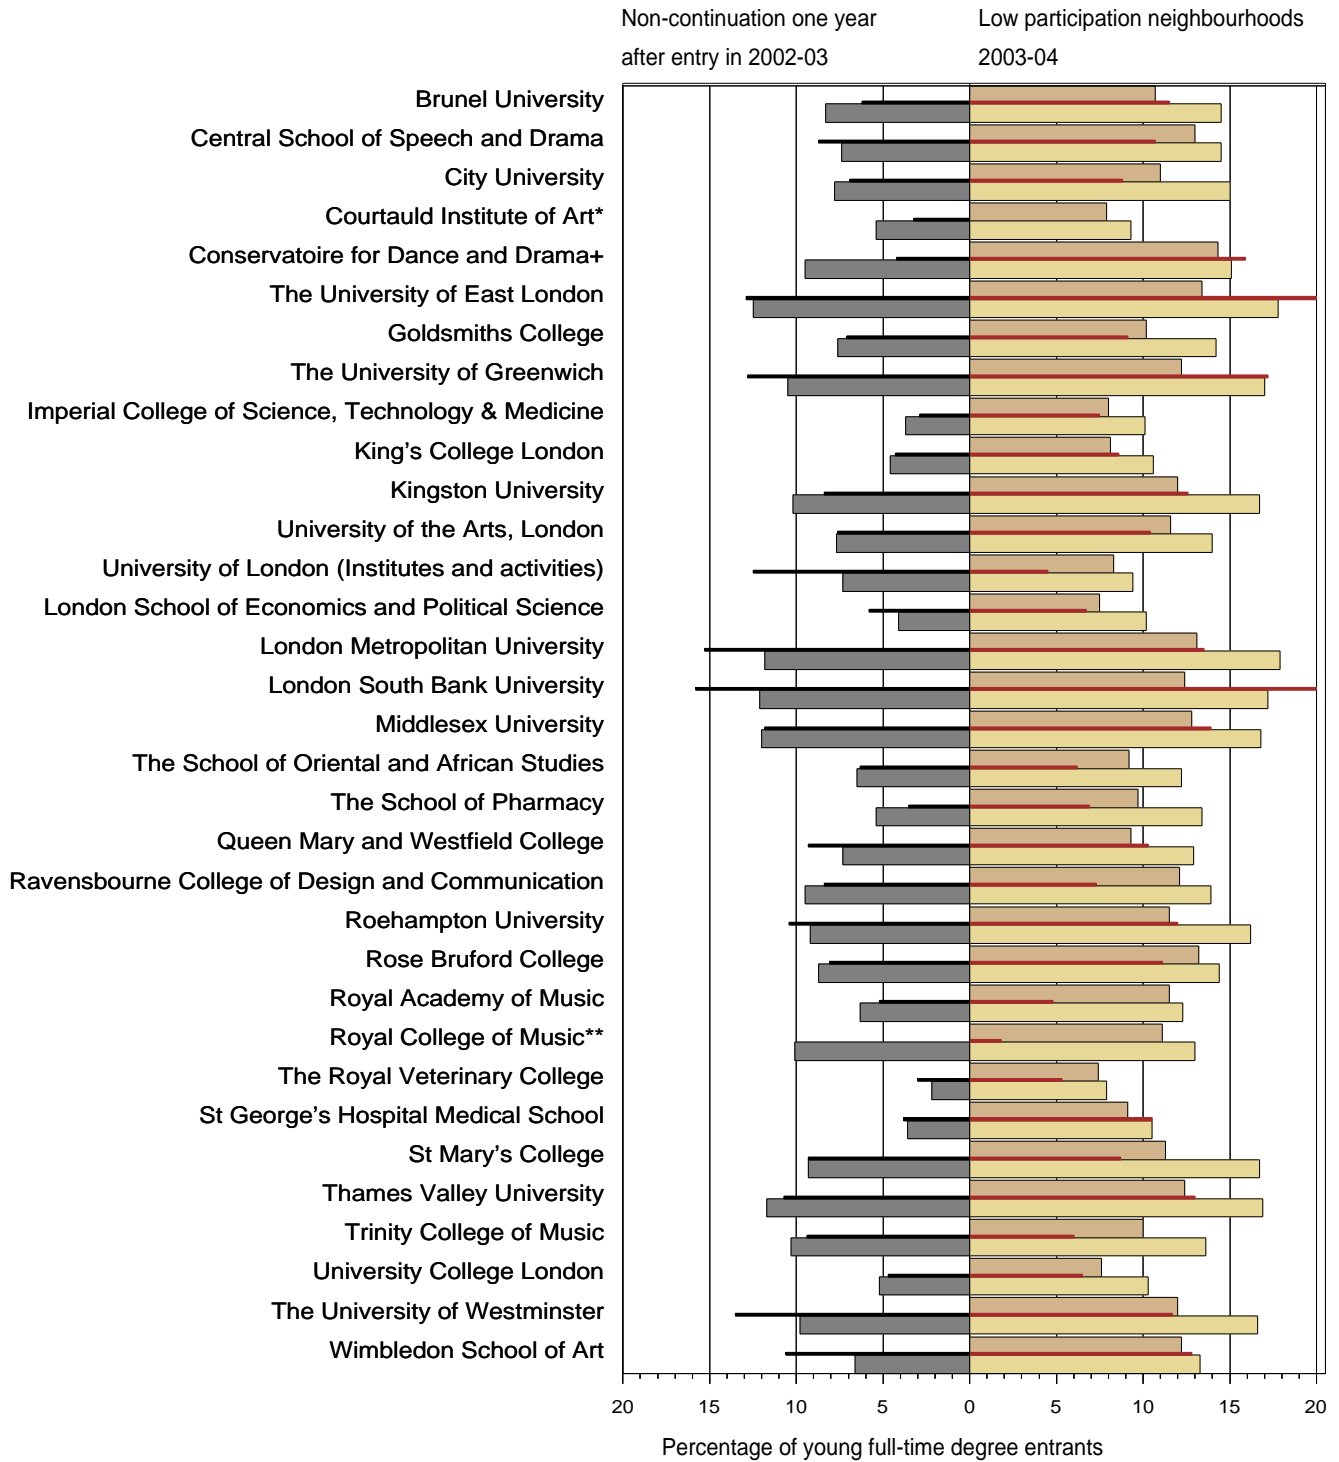 Non-continuation one year
after entry in 2002-03
Low participation neighbourhoods
2003-04
Brunel University
Central School of Speech and Drama
City University
Courtauld Institute of Art*
Conservatoire for Dance and Drama+
The University of East London
Goldsmiths College
The University of Greenwich
Imperial College of Science, Technology & Medicine
King's College London
Kingston University
University of the Arts, London
University of London (Institutes and activities)
London School of Economics and Political Science
London Metropolitan University
London South Bank University
Middlesex University
The School of Oriental and African Studies
The School of Pharmacy
Queen Mary and Westfield College
Ravensbourne College of Design and Communication
Roehampton University
Rose Bruford College
Royal Academy of Music
Royal College of Music**
The Royal Veterinary College
St George's Hospital Medical School
St Mary's College
Thames Valley University
Trinity College of Music
University College London
The University of Westminster
Wimbledon School of Art
20 15 10 5 0 5 10 15 20
Percentage of young full-time degree entrants